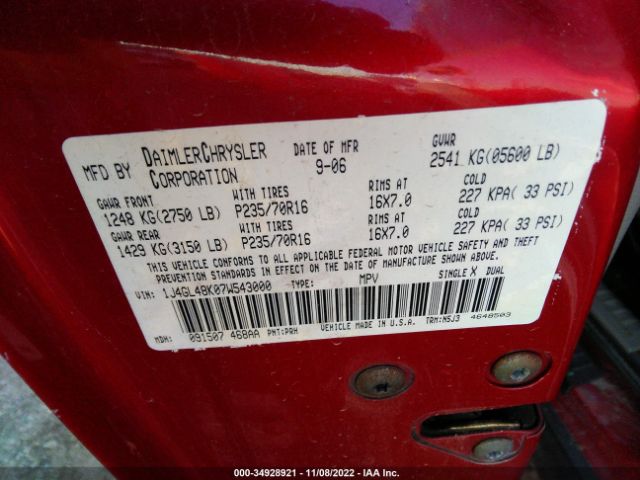 MFD BY DAIMLERCHRYSLER CORPORATION DATE OF MFR 9-06 GVWR 2541 KG(05600 LB)
GAWR FRONT WITH TIRES RIMS AT COLD
1248 KG(2750 LB) P235/70R16 16X7.0 227 KPA( 33 PSI)
GAWR REAR WITH TIRES RIMS AT COLD
1429 KG(3150 LB) P235/70R16 16X7.0 227 KPA( 33 PSI)
THIS VEHICLE CONFORMS TO ALL APPLICABLE FEDERAL MOTOR VEHICLE SAFETY AND THEFT
PREVENTION STANDARDS IN EFFECT ON THE DATE OF MANUFACTURE SHOWN ABOVE.
VIN: 1J4GL48K07W543000 TYPE: MPV SINGLE X DUAL
MDH: 091507 468AA PNT:PRH VEHICLE MADE IN U.S.A. TRM:N5J3 4648503
000-34928921 | 11/08/2022 - IAA Inc.